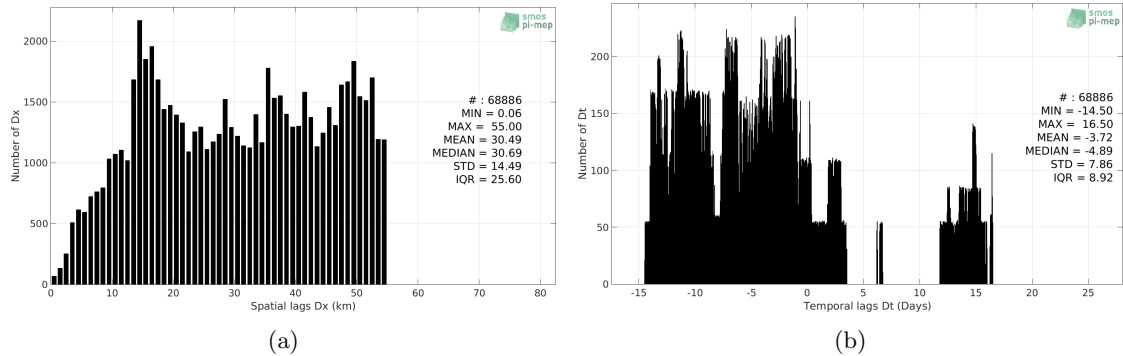 smos
pi-mep
2000
1500
1000
500
0
Number of Dx
# : 68886
MIN = 0.06
MAX = 55.00
MEAN = 30.49
MEDIAN = 30.69
STD = 14.49
IQR = 25.60
0 10 20 30 40 50 60 70 80
Spatial lags Dx (km)
(a)
smos
pi-mep
200
150
100
50
0
Number of Dt
# : 68886
MIN = -14.50
MAX = 16.50
MEAN = -3.72
MEDIAN = -4.89
STD = 7.86
IQR = 8.92
-15 -10 -5 0 5 10 15 20 25
Temporal lags Dt (Days)
(b)